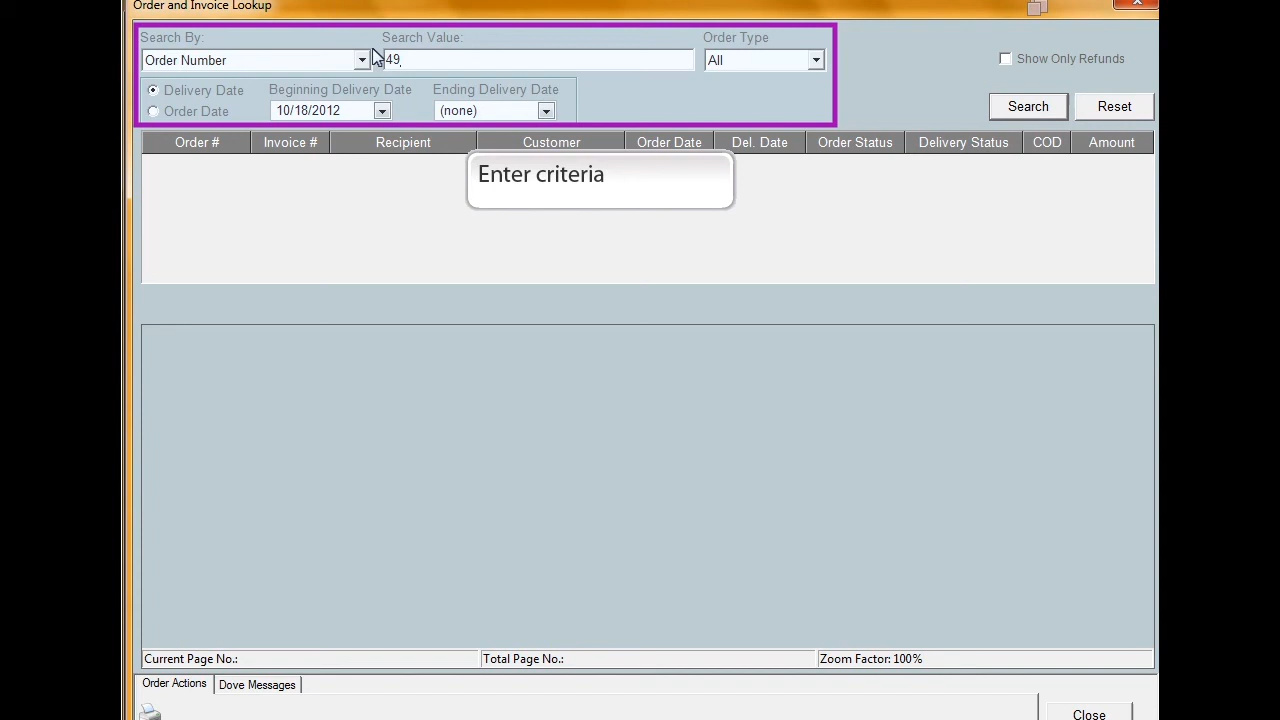 Order and Invoice Lookup
Search By: Search Value: Order Type
Order Number 49 All Show Only Refunds
Delivery Date Beginning Delivery Date Ending Delivery Date
Order Date 10/18/2012 (none) Search Reset
Order # Invoice # Recipient Customer Order Date Del. Date Order Status Delivery Status COD Amount
Enter criteria
Current Page No.: Total Page No.: Zoom Factor: 100%
Order Actions Dove Messages
Close